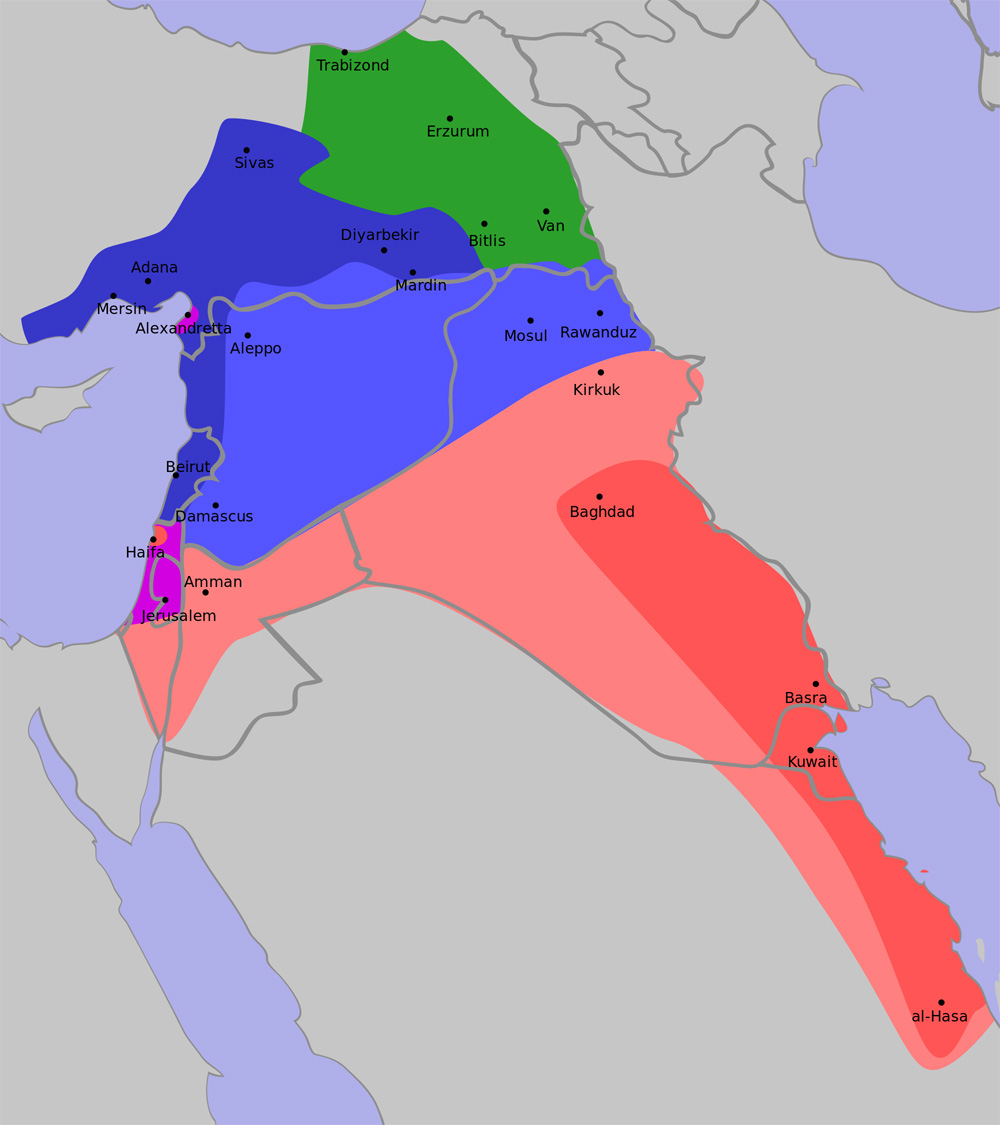 Trabizond
Erzurum
Sivas
Van
Diyarbekir
Bitlis
Adana
Mardin
Mersin
Alexandretta
Mosul
Rawanduz
Aleppo
Kirkuk
Beirut
Baghdad
Damascus
Haifa
Amman
Jerusalem
Basra
Kuwait
al-Hasa